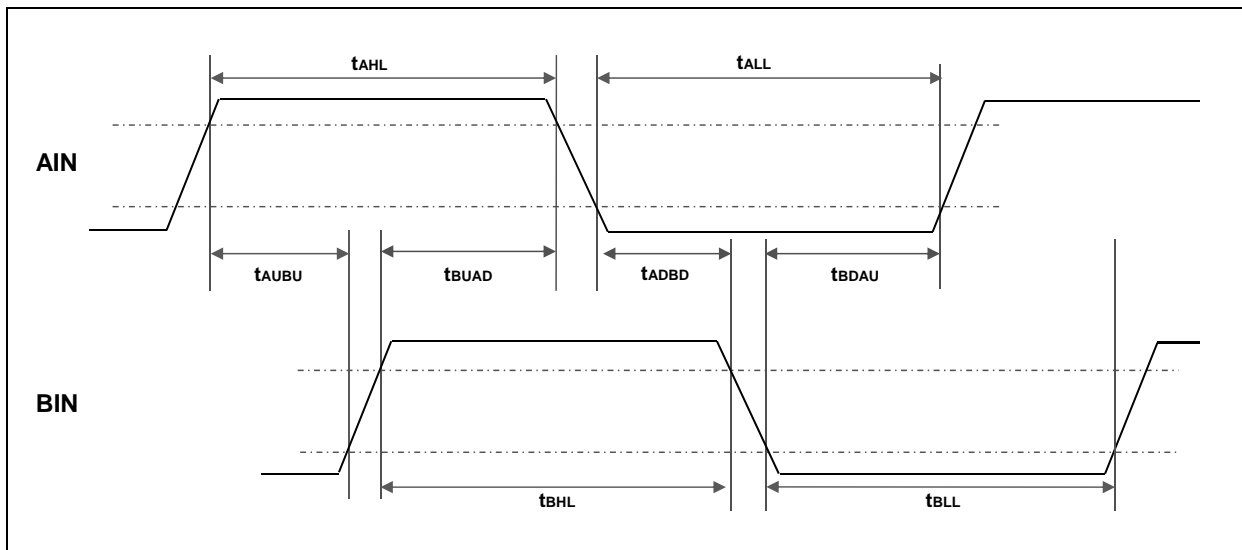 tAHL tALL
AIN
tAUBU tBUAD tADBD tBDAU
BIN
tBHL tBLL